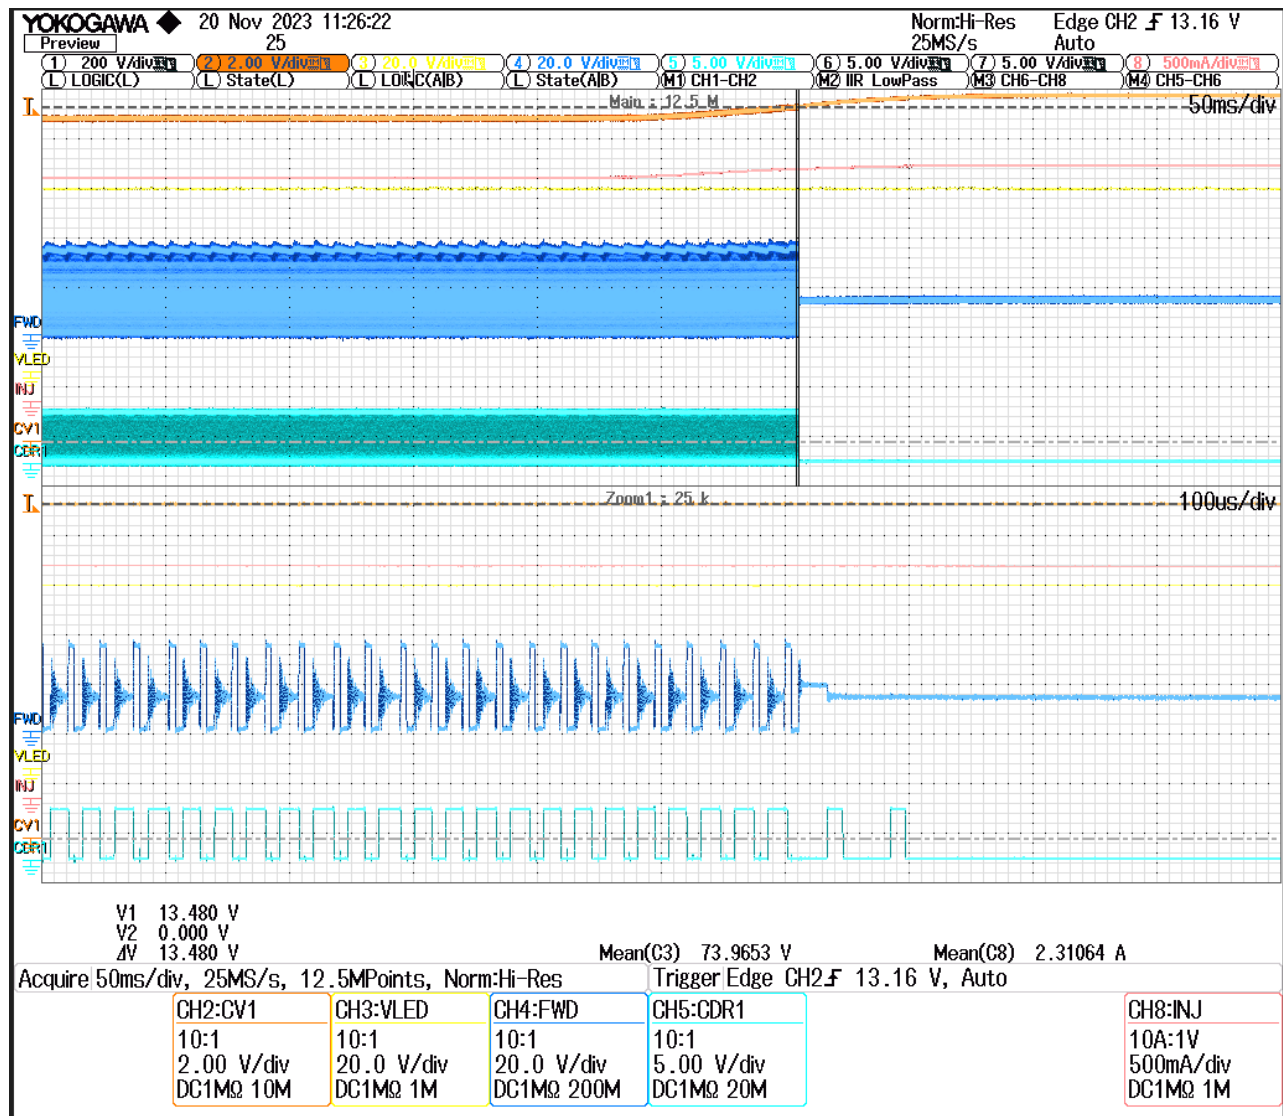 YOKOGAWA ◆ 20 Nov 2023 11:26:22 Norm:Hi-Res Edge CH2 ƒ 13.16 V
Preview 25 25MS/s Auto
1 200 V/div 2 2.00 V/div 3 20.0 V/div 4 20.0 V/div 5 5.00 V/div 6 5.00 V/div 7 5.00 V/div 8 500mA/div
L LOGIC(L) L State(L) L LOGIC(A|B) L State(A|B) M1 CH1-CH2 M2 IIR LowPass M3 CH6-CH8 M4 CH5-CH6
Main : 12.5 M 50ms/div
FWD
VLED
INJ
CV1
CDR1
Zoom1 : 25 k 100us/div
FWD
VLED
INJ
CV1
CDR1
V1 13.480 V
V2 0.000 V
ΔV 13.480 V Mean(C3) 73.9653 V Mean(C8) 2.31064 A
Acquire 50ms/div, 25MS/s, 12.5MPoints, Norm:Hi-Res Trigger Edge CH2 ƒ 13.16 V, Auto
CH2:CV1 CH3:VLED CH4:FWD CH5:CDR1 CH8:INJ
10:1 10:1 10:1 10:1 10A:1V
2.00 V/div 20.0 V/div 20.0 V/div 5.00 V/div 500mA/div
DC1MΩ 10M DC1MΩ 1M DC1MΩ 200M DC1MΩ 20M DC1MΩ 1M